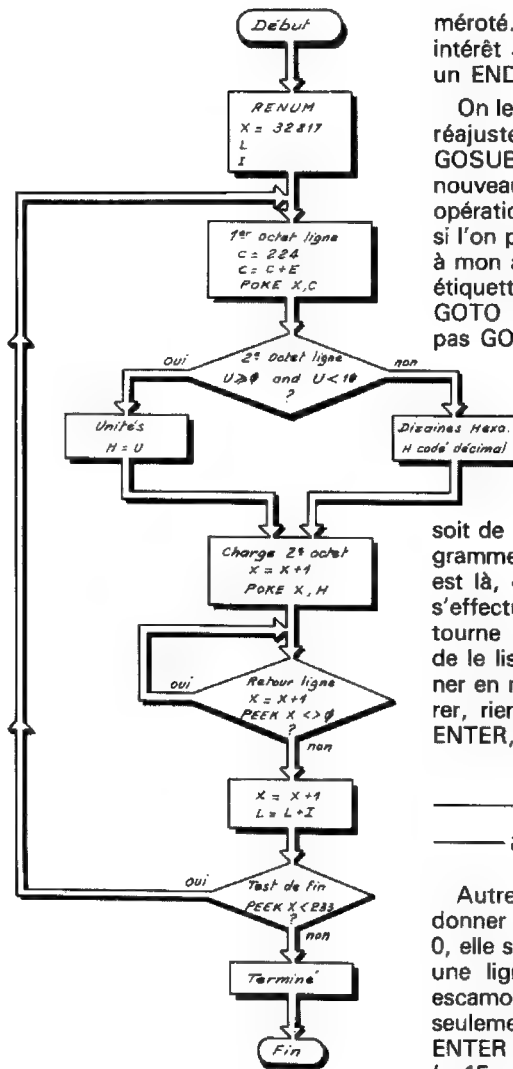 Début
RENUM
X = 32817
L
I
1er octet ligne
C = 224
C = C+E
POKE X,C
2e octet ligne
U≥0 and U<10
?
oui
non
Unités
H = U
Dizaines Hexa.
H codé décimal
Charge 2e octet
X = X+1
POKE X, H
Retour ligne
X = X+1
PEEK X <> 0
?
oui
non
X = X+1
L = L+I
Test de fin
PEEK X < 233
?
oui
non
Terminé
Fin
méroté.
intérêt
un END
On le
réajuste
GOSUB
nouveau
opératio
si l'on p
à mon a
étiquett
GOTO
pas GO
soit de
gramme
est là,
s'effectu
tourne
de le lis
ner en r
rer, rien
ENTER,
Autre
donner
0, elle s
une lig
escamo
seuleme
ENTER